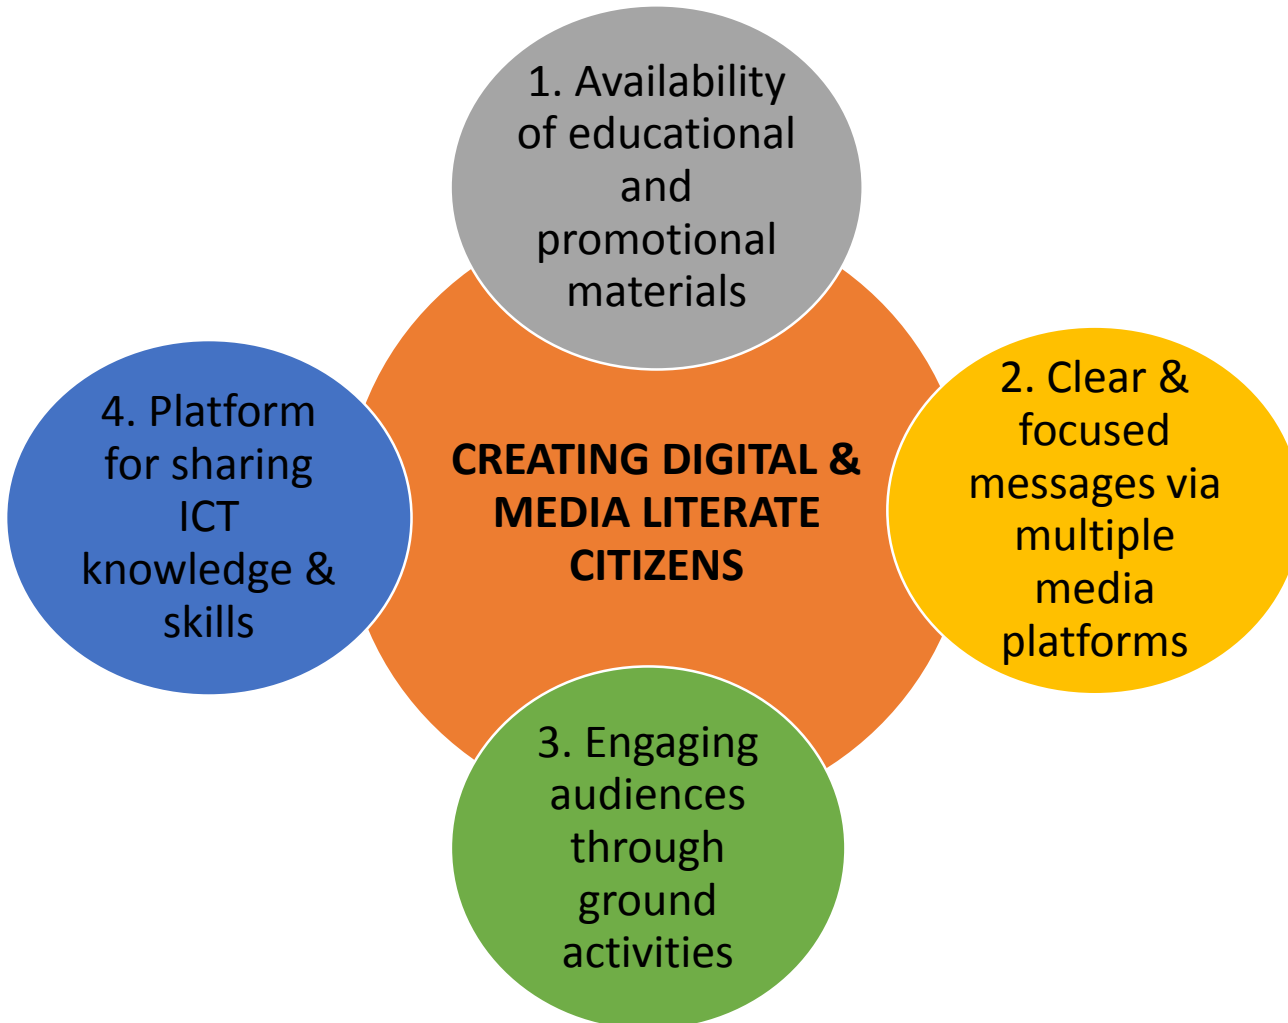 1. Availability
of educational
and
promotional
materials
2. Clear &
focused
messages via
multiple
media
platforms
3. Engaging
audiences
through
ground
activities
4. Platform
for sharing
ICT
knowledge &
skills
CREATING DIGITAL &
MEDIA LITERATE
CITIZENS